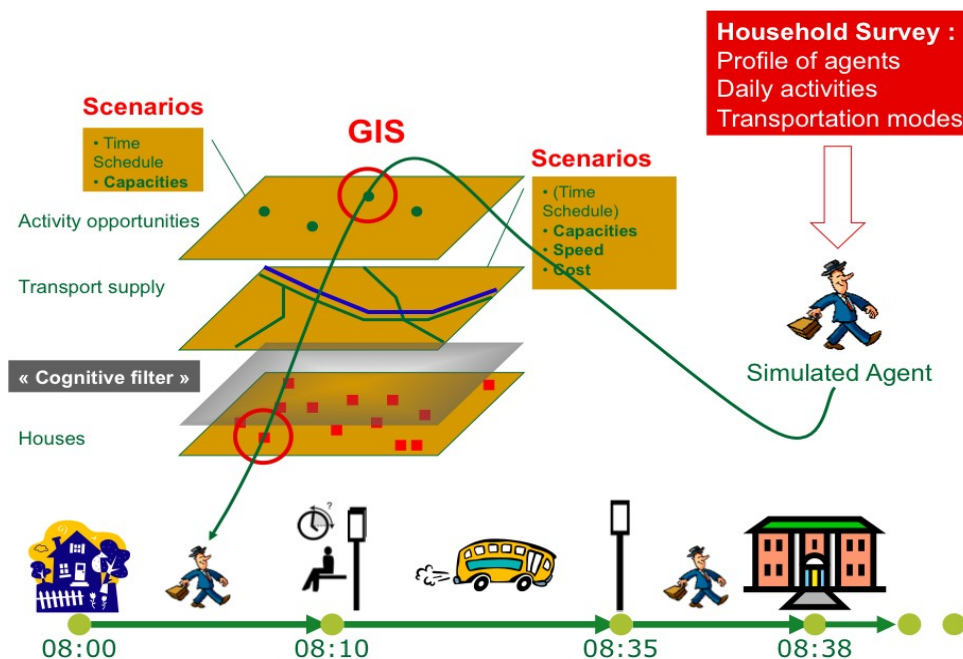 Household Survey :
Profile of agents
Daily activities
Transportation modes
Scenarios
• Time
Schedule
• Capacities
GIS
Scenarios
• (Time
Schedule)
• Capacities
• Speed
• Cost
Activity opportunities
Transport supply
« Cognitive filter »
Houses
Simulated Agent
?
08:00
08:10
08:35
08:38